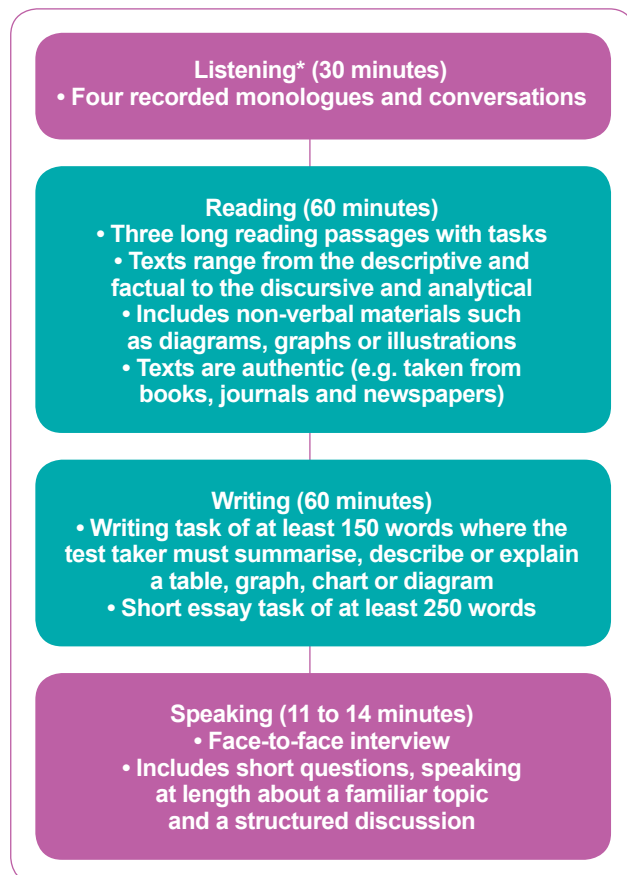 Listening* (30 minutes)
• Four recorded monologues and conversations
Reading (60 minutes)
• Three long reading passages with tasks
• Texts range from the descriptive and
factual to the discursive and analytical
• Includes non-verbal materials such
as diagrams, graphs or illustrations
• Texts are authentic (e.g. taken from
books, journals and newspapers)
Writing (60 minutes)
• Writing task of at least 150 words where the
test taker must summarise, describe or explain
a table, graph, chart or diagram
• Short essay task of at least 250 words
Speaking (11 to 14 minutes)
• Face-to-face interview
• Includes short questions, speaking
at length about a familiar topic
and a structured discussion